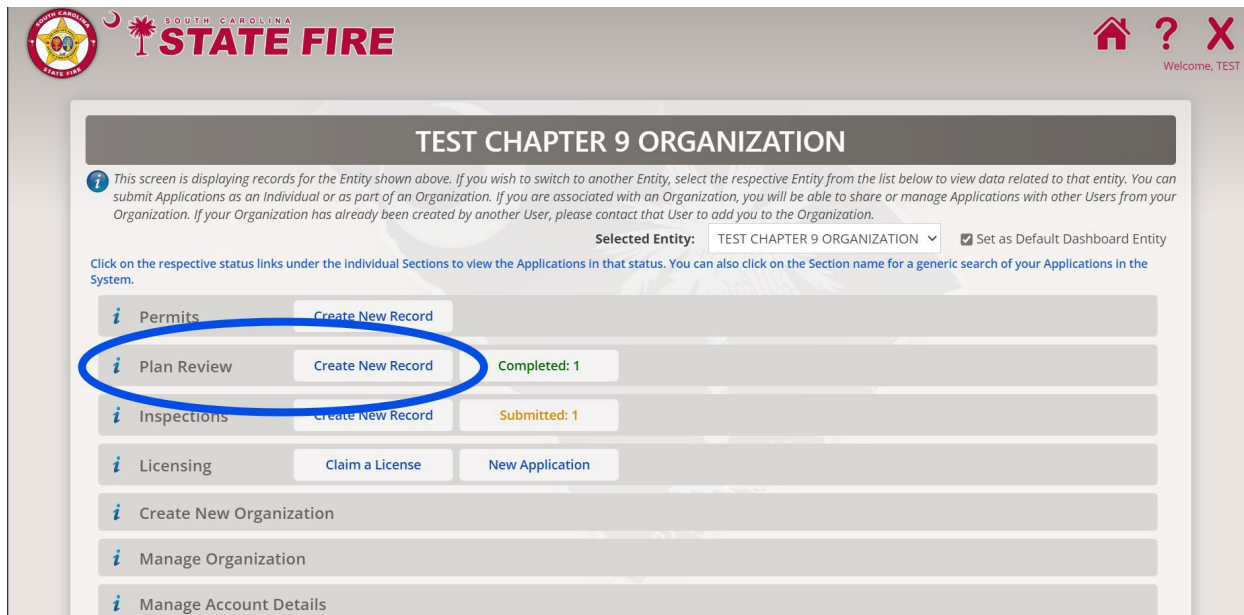 SOUTH CAROLINA
STATE FIRE
SOUTH CAROLINA
STATE FIRE
?
X
Welcome, TEST
TEST CHAPTER 9 ORGANIZATION
This screen is displaying records for the Entity shown above. If you wish to switch to another Entity, select the respective Entity from the list below to view data related to that entity. You can
submit Applications as an Individual or as part of an Organization. If you are associated with an Organization, you will be able to share or manage Applications with other Users from your
Organization. If your Organization has already been created by another User, please contact that User to add you to the Organization.
Selected Entity: TEST CHAPTER 9 ORGANIZATION Set as Default Dashboard Entity
Click on the respective status links under the individual Sections to view the Applications in that status. You can also click on the Section name for a generic search of your Applications in the
System.
i Permits Create New Record
i Plan Review Create New Record Completed: 1
i Inspections Create New Record Submitted: 1
i Licensing Claim a License New Application
i Create New Organization
i Manage Organization
i Manage Account Details